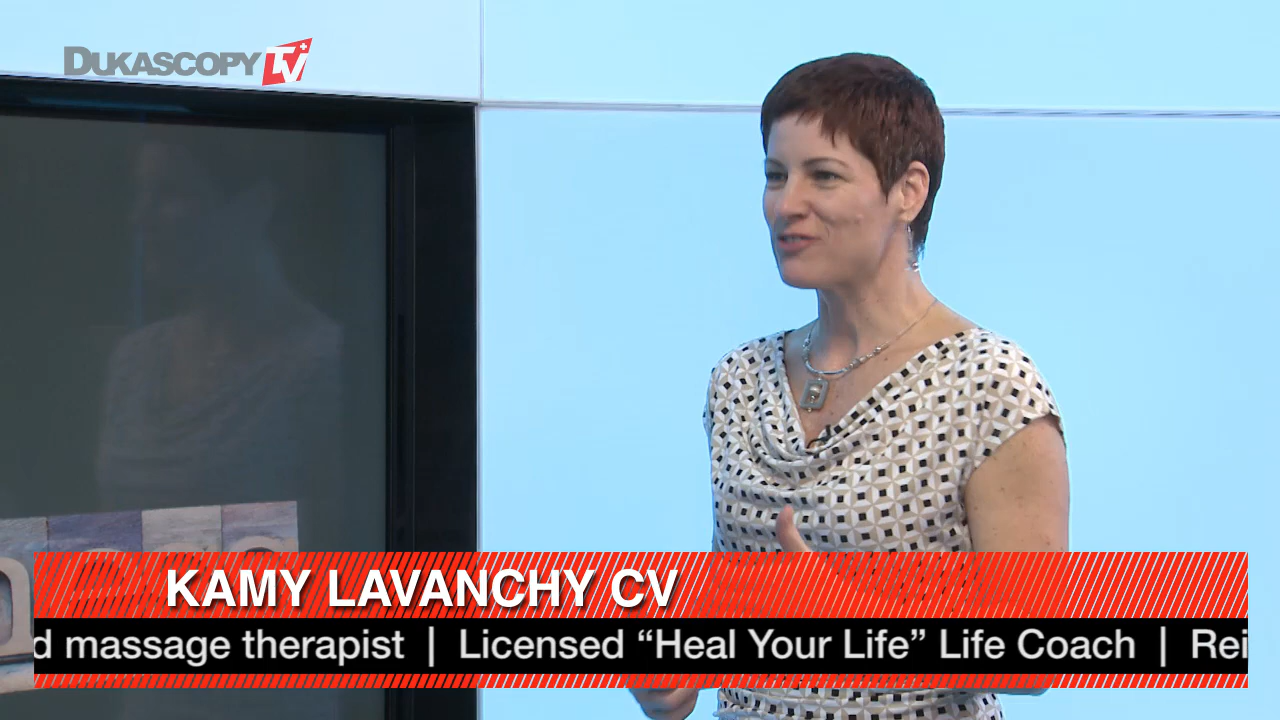 DUKASCOPY TV
KAMY LAVANCHY CV
d massage therapist | Licensed “Heal Your Life” Life Coach | Rei